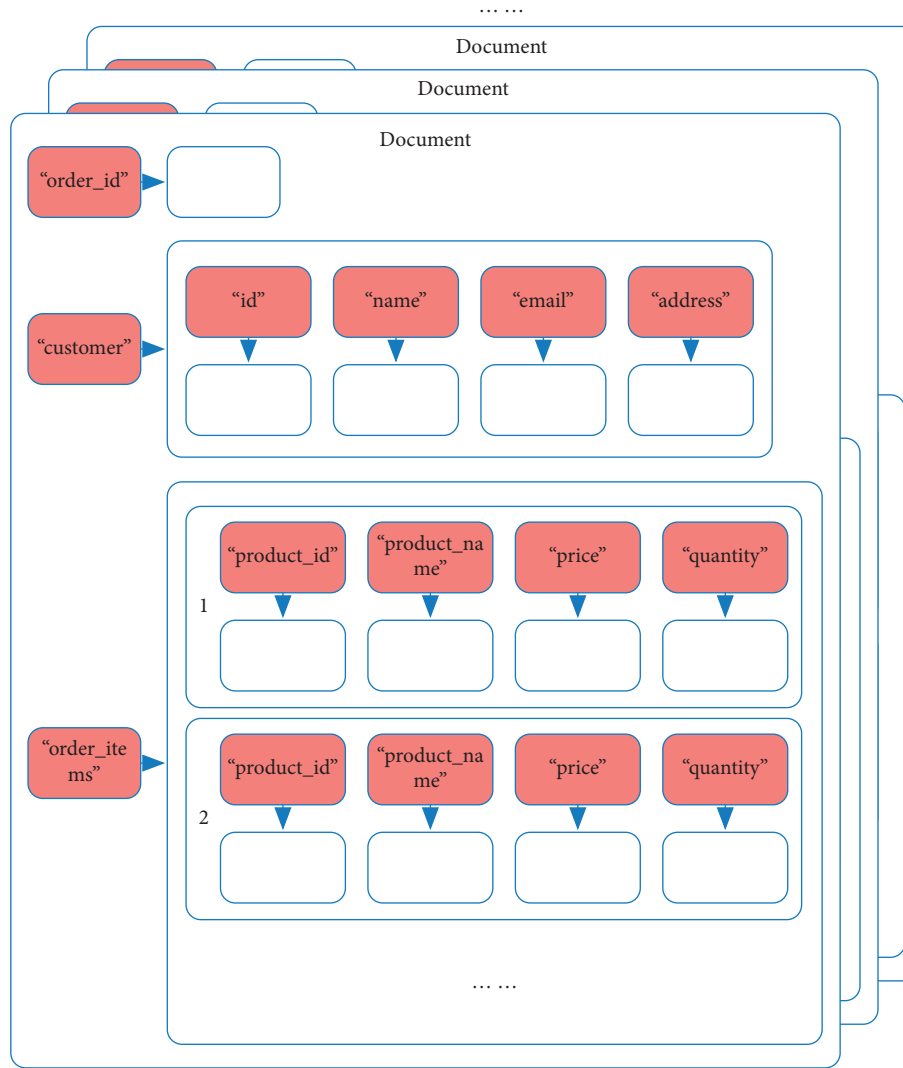 ... ...
Document
Document
Document
“order_id”
“id”
“name”
“email”
“address”
“customer”
“product_id”
“product_na
me”
“price”
“quantity”
1
“order_ite
ms”
“product_id”
“product_na
me”
“price”
“quantity”
2
... ...